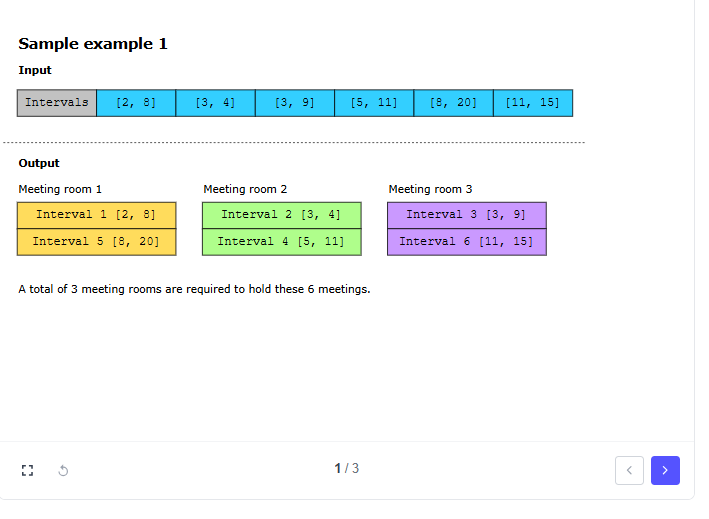 Sample example 1
Input
Intervals [2, 8] [3, 4] [3, 9] [5, 11] [8, 20] [11, 15]
Output
Meeting room 1 Meeting room 2 Meeting room 3
Interval 1 [2, 8] Interval 2 [3, 4] Interval 3 [3, 9]
Interval 5 [8, 20] Interval 4 [5, 11] Interval 6 [11, 15]
A total of 3 meeting rooms are required to hold these 6 meetings.
1 / 3